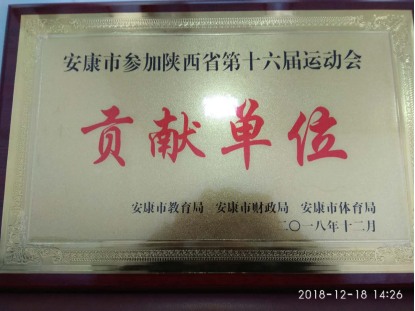 安康市参加陕西省第十六届运动会
贡献单位
安康市教育局 安康市财政局 安康市体育局
二〇一八年十二月
2018-12-18 14:26